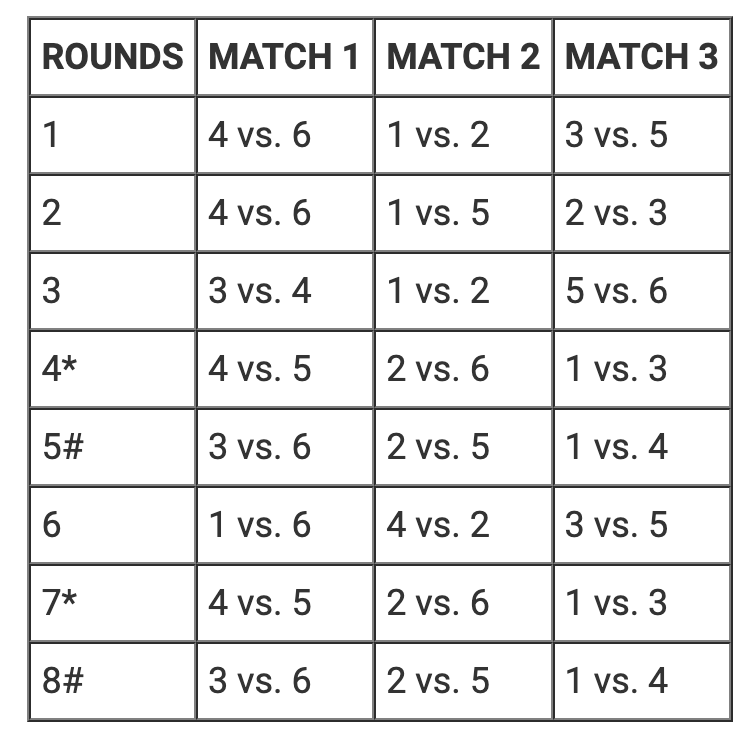 ROUNDS MATCH 1 MATCH 2 MATCH 3
1 4 vs. 6 1 vs. 2 3 vs. 5
2 4 vs. 6 1 vs. 5 2 vs. 3
3 3 vs. 4 1 vs. 2 5 vs. 6
4* 4 vs. 5 2 vs. 6 1 vs. 3
5# 3 vs. 6 2 vs. 5 1 vs. 4
6 1 vs. 6 4 vs. 2 3 vs. 5
7* 4 vs. 5 2 vs. 6 1 vs. 3
8# 3 vs. 6 2 vs. 5 1 vs. 4